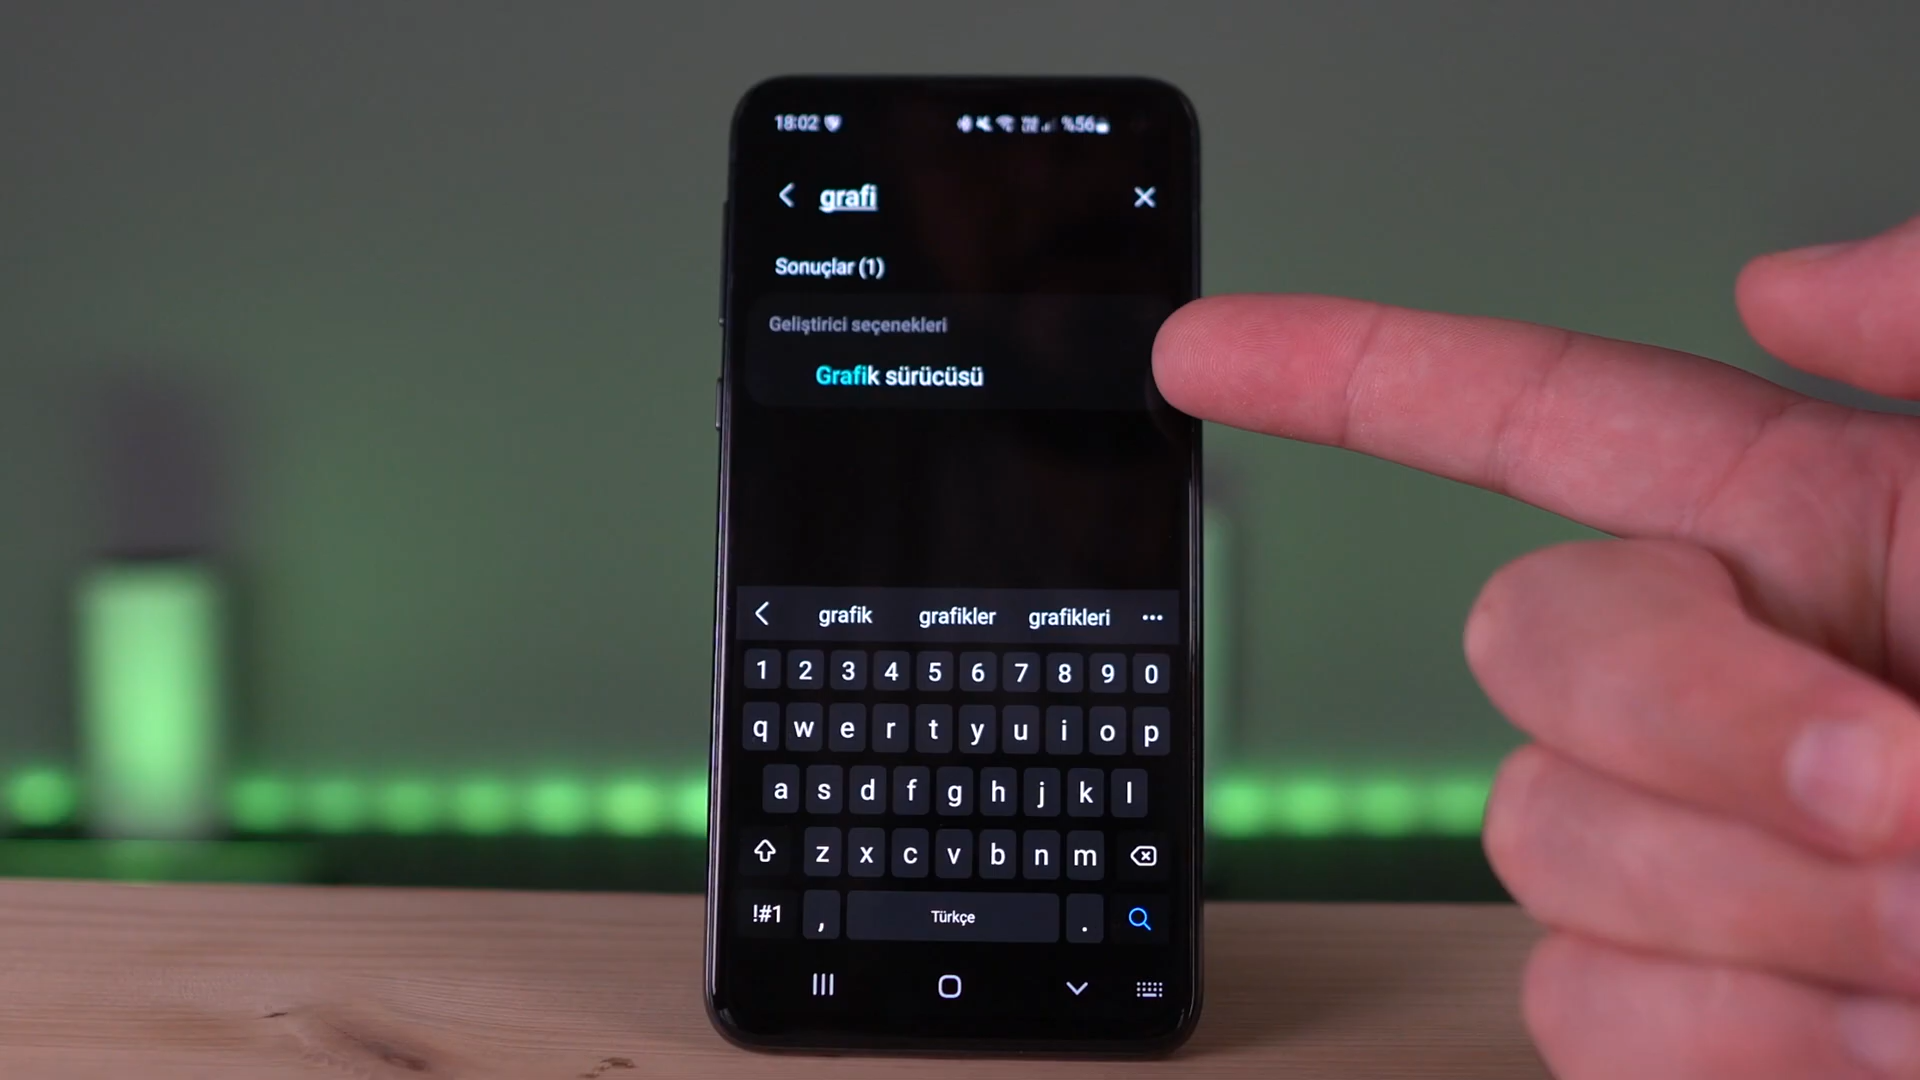 18:02 %56
grafi
Sonuçlar (1)
Geliştirici seçenekleri
Grafik sürücüsü
grafik grafikler grafikleri
1 2 3 4 5 6 7 8 9 0
q w e r t y u i o p
a s d f g h j k l
z x c v b n m
!#1 , Türkçe .